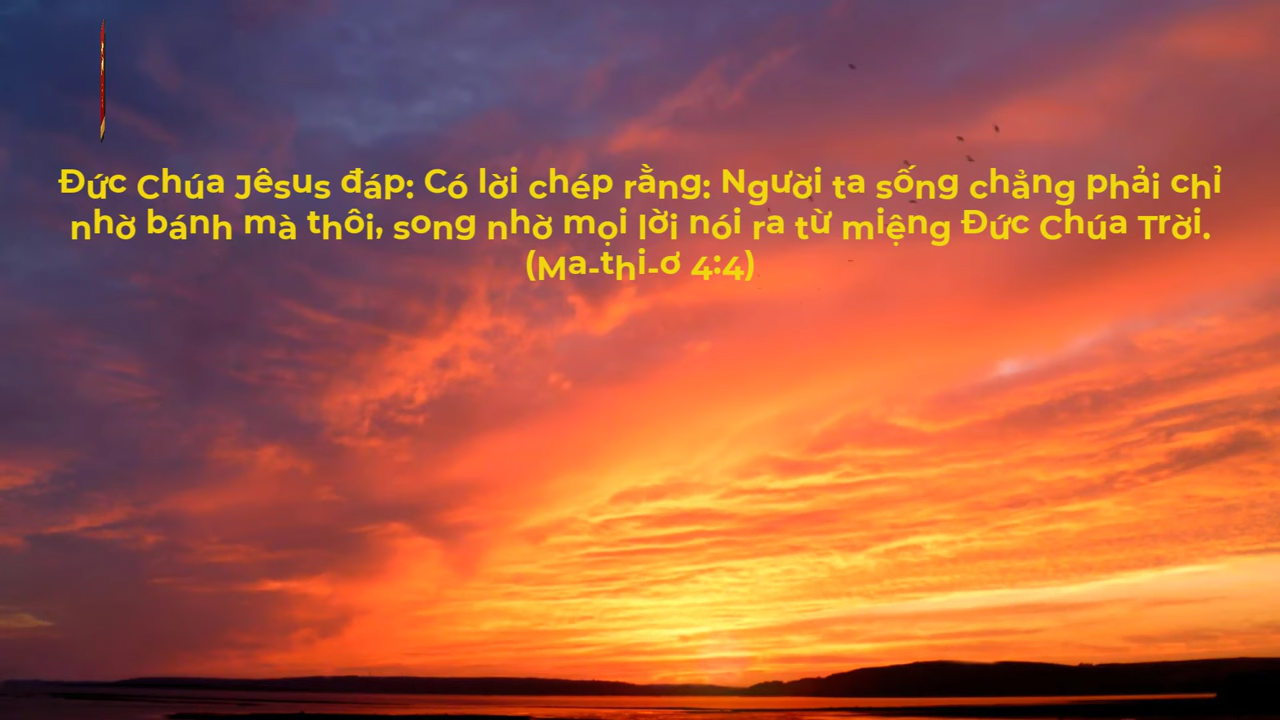 Đức Chúa Jêsus đáp: Có lời chép rằng: Người ta sống chẳng phải chỉ
nhờ bánh mà thôi, song nhờ mọi lời nói ra từ miệng Đức Chúa Trời.
(Ma-thi-ơ 4:4)